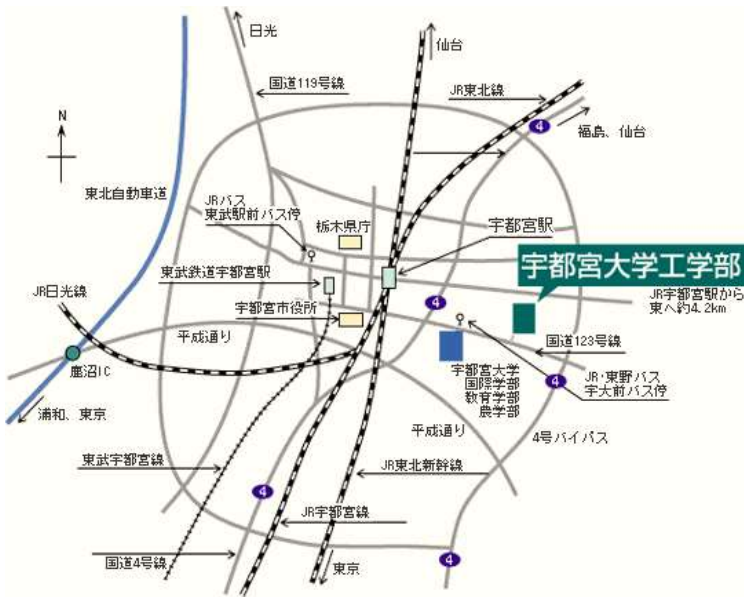 日光
仙台
国道119号線
JR東北線
4
福島、仙台
N
東北自動車道
JRバス
東武駅前バス停
栃木県庁
宇都宮駅
宇都宮大学工学部
東武鉄道宇都宮駅
JR日光線
4
JR宇都宮駅から
東へ約4.2km
宇都宮市役所
平成通り
国道123号線
鹿沼IC
宇都宮大学
国際学部
教育学部
農学部
4
JR・東野バス
宇大前バス停
浦和、東京
平成通り
4号バイパス
東武宇都宮線
JR東北新幹線
4
JR宇都宮線
国道4号線
東京
4